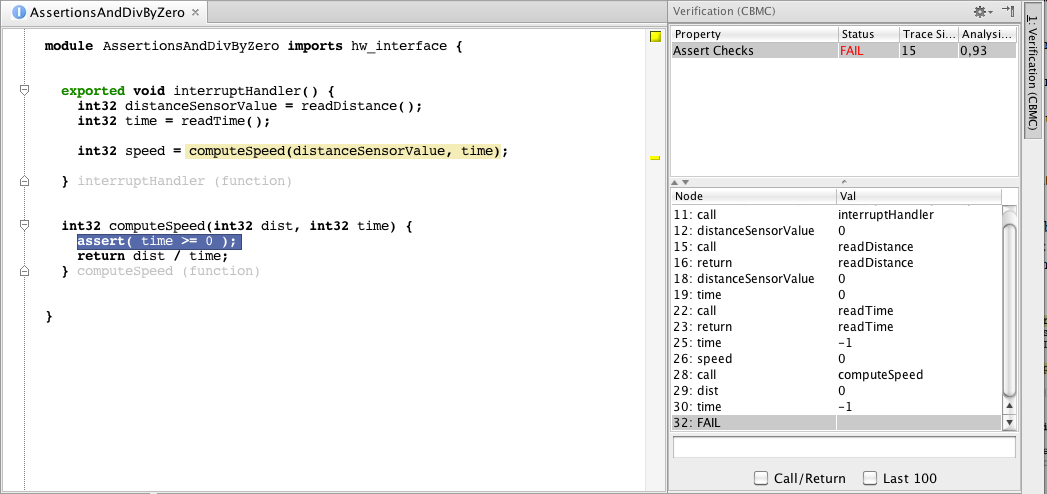 I AssertionsAndDivByZero ×
module AssertionsAndDivByZero imports hw_interface {
exported void interruptHandler() {
int32 distanceSensorValue = readDistance();
int32 time = readTime();
int32 speed = computeSpeed(distanceSensorValue, time);
} interruptHandler (function)
int32 computeSpeed(int32 dist, int32 time) {
assert( time >= 0 );
return dist / time;
} computeSpeed (function)
}
Verification (CBMC)
Property Status Trace Si... Analysi...
Assert Checks FAIL 15 0,93
Node Val
11: call interruptHandler
12: distanceSensorValue 0
15: call readDistance
16: return readDistance
18: distanceSensorValue 0
19: time 0
22: call readTime
23: return readTime
25: time -1
26: speed 0
28: call computeSpeed
29: dist 0
30: time -1
32: FAIL
Call/Return Last 100
1: Verification (CBMC)